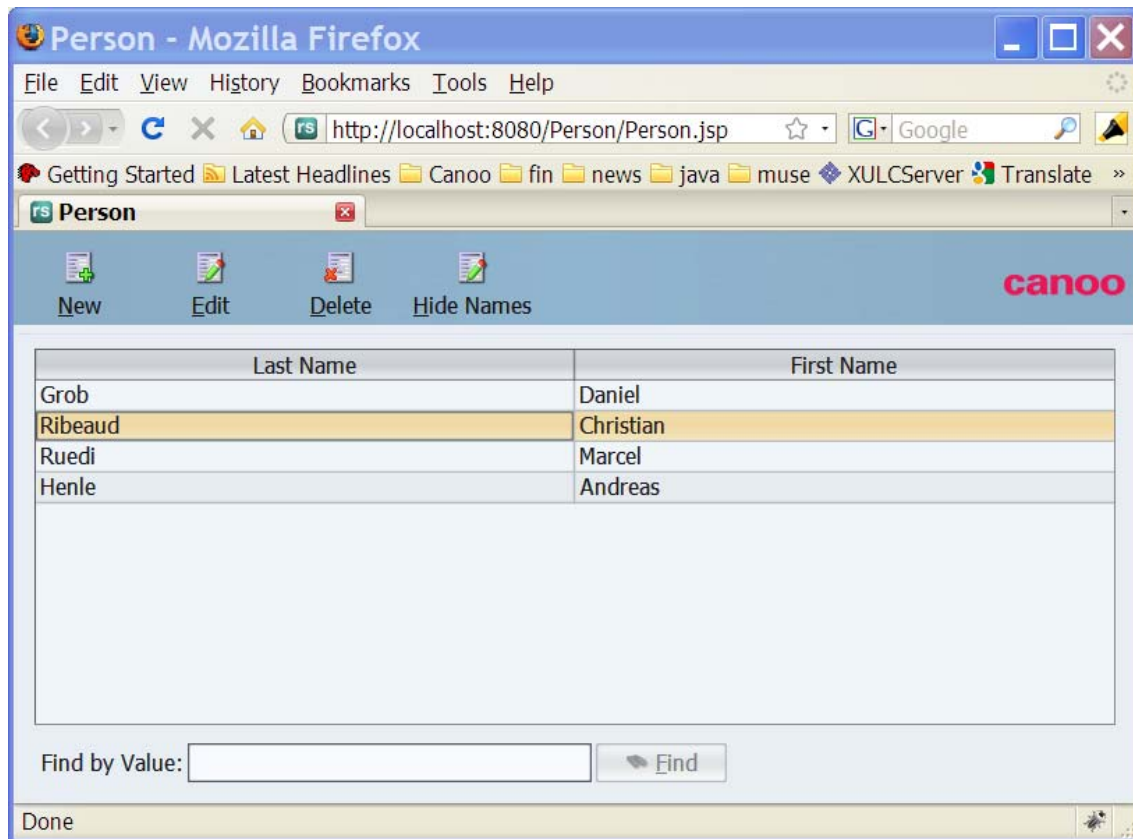 Person - Mozilla Firefox
File Edit View History Bookmarks Tools Help
rs http://localhost:8080/Person/Person.jsp G Google
Getting Started Latest Headlines Canoo fin news java muse XULCServer Translate »
rs Person
New Edit Delete Hide Names canoo
Last Name First Name
Grob Daniel
Ribeaud Christian
Ruedi Marcel
Henle Andreas
Find by Value: Find
Done